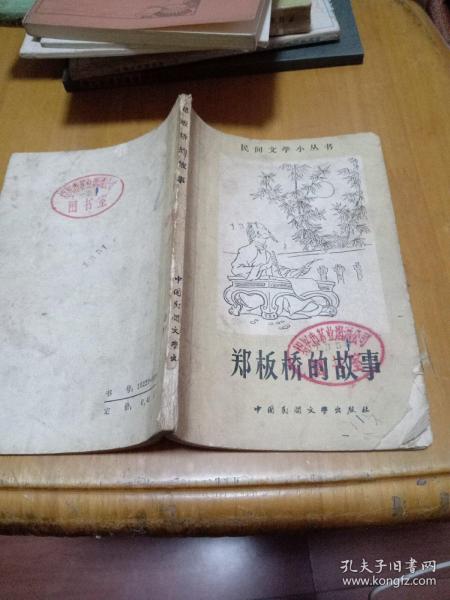 民间文学小丛书
郑板桥的故事
中国民间文学出版社
郑板桥的故事
中国民间文学出版社
图书室
书号：
定价：
孔夫子旧书网
www.kongfz.com